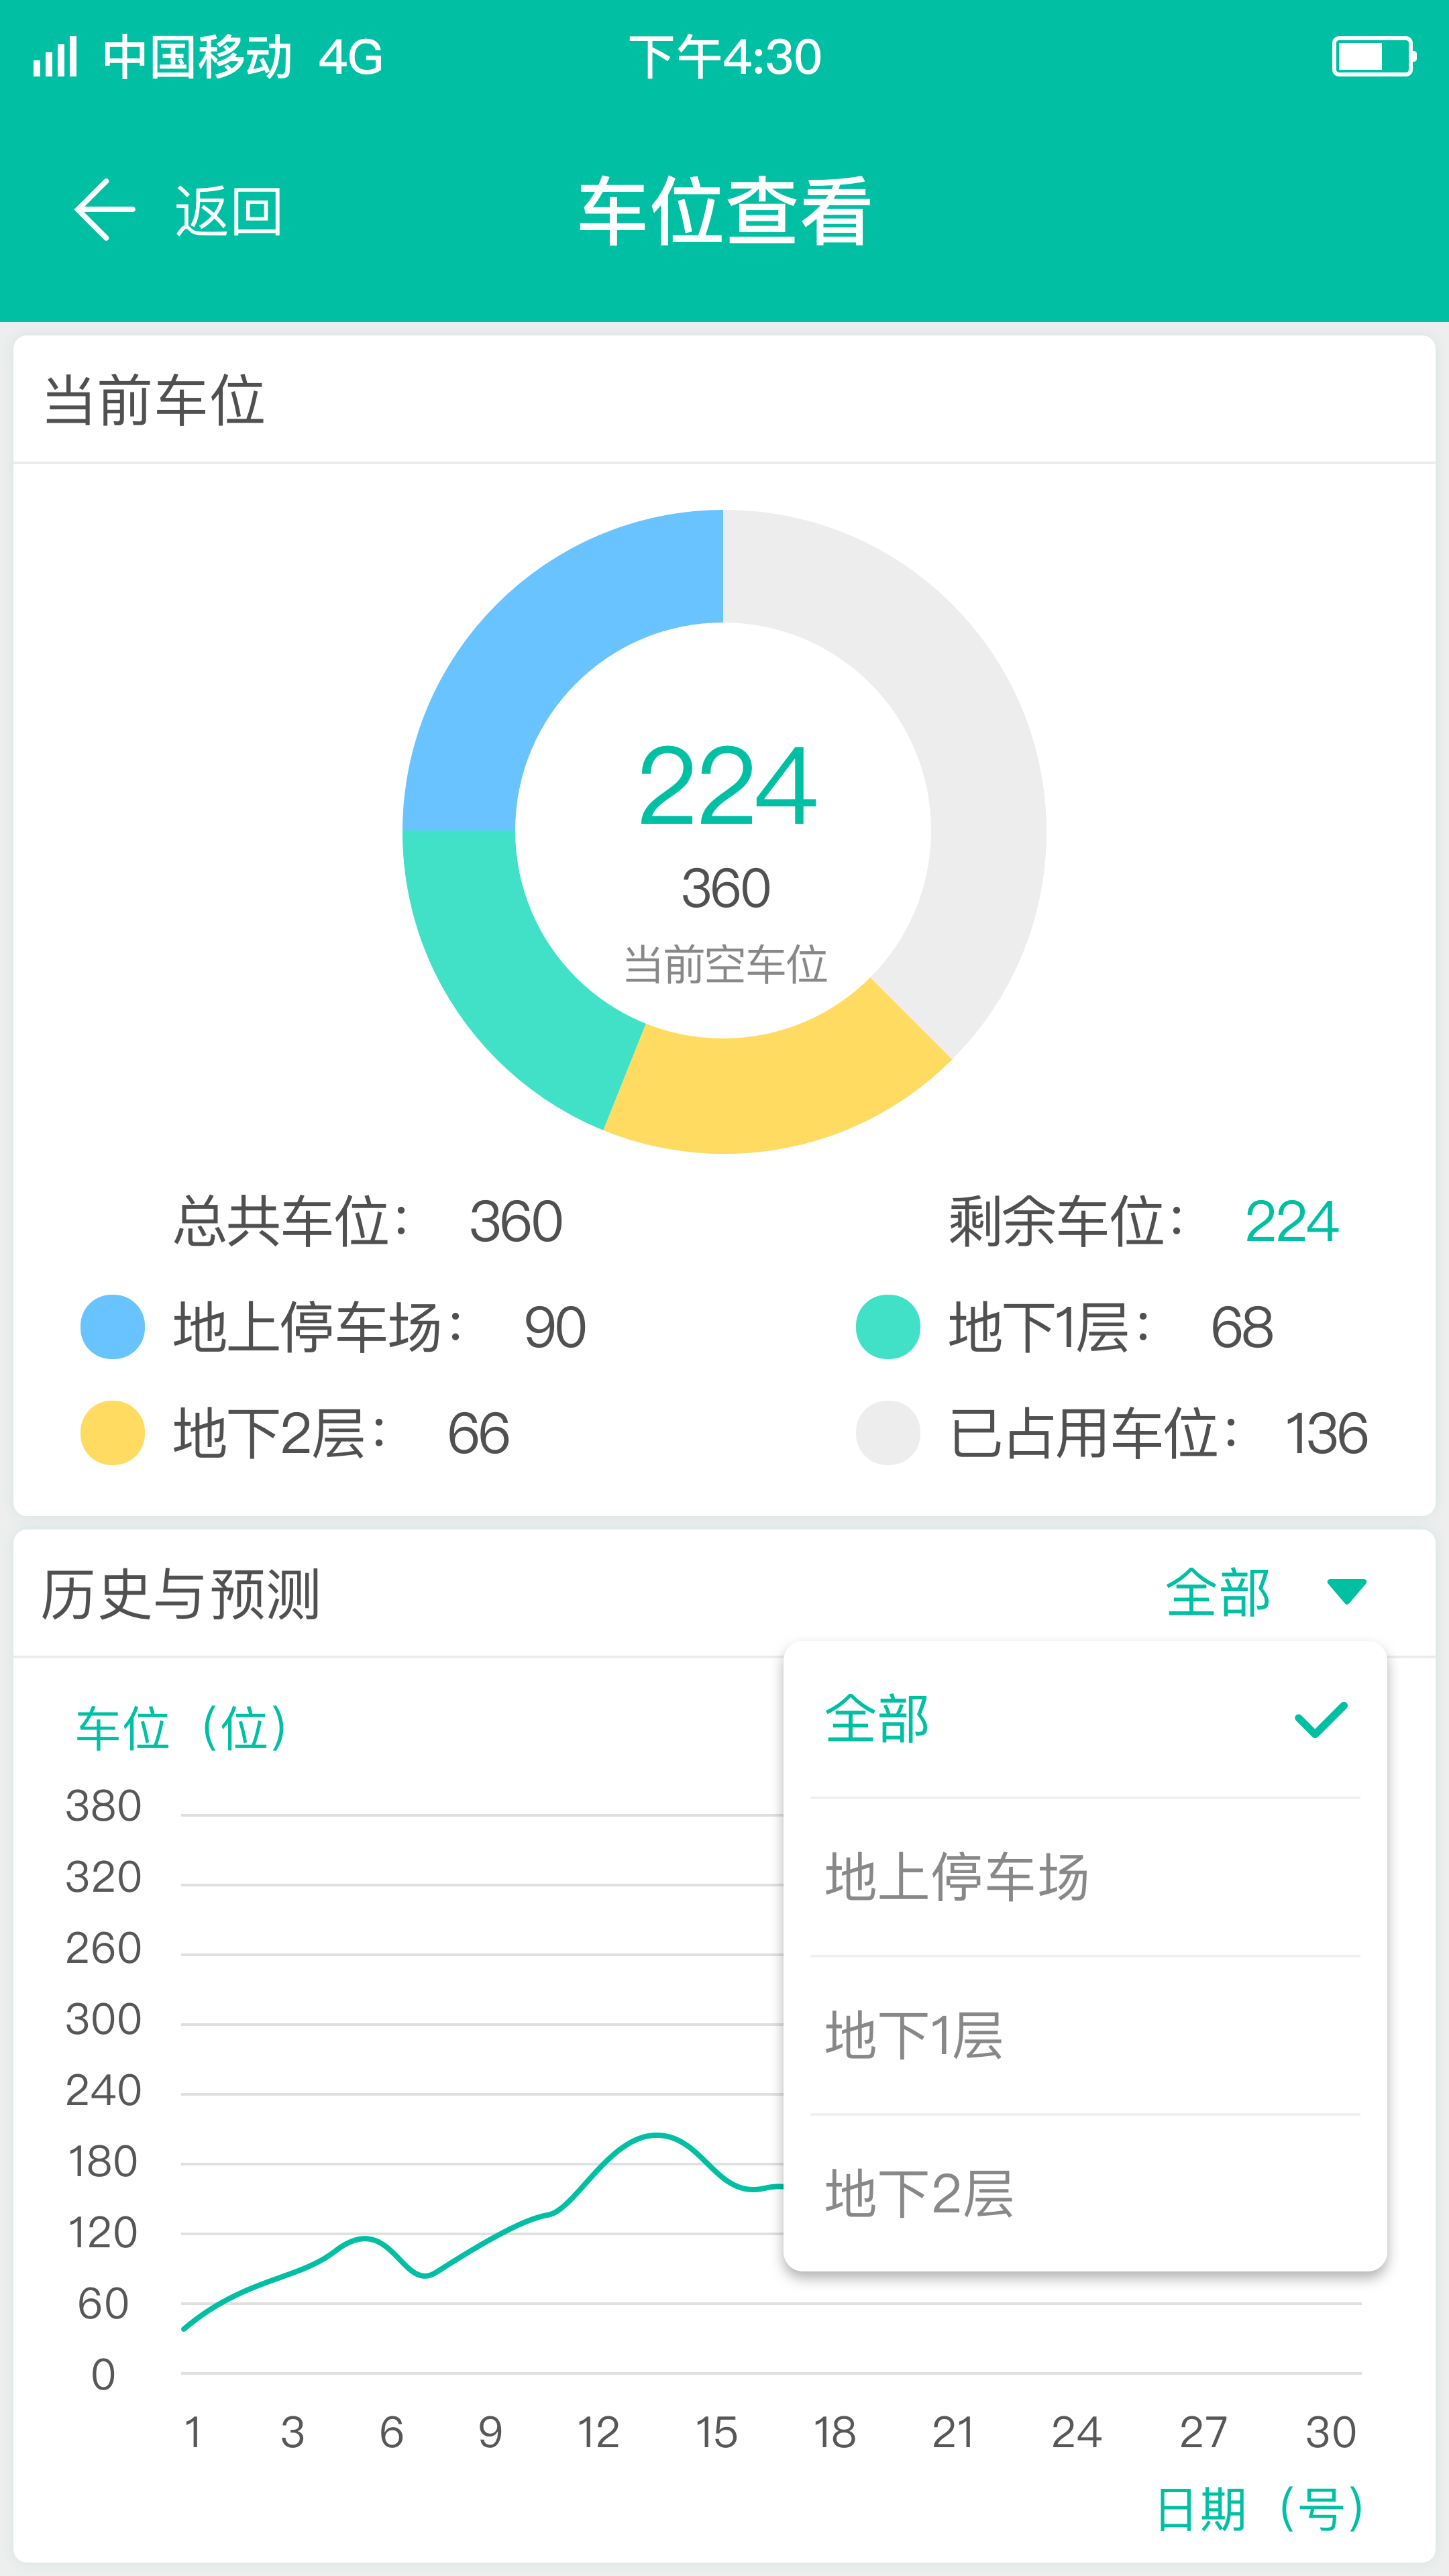 中国移动 4G 下午4:30
返回 车位查看
当前车位
224
360
当前空车位
总共车位： 360 剩余车位： 224
地上停车场： 90 地下1层： 68
地下2层： 66 已占用车位： 136
历史与预测 全部
车位（位）
全部
地上停车场
地下1层
地下2层
380
320
260
300
240
180
120
60
0
1 3 6 9 12 15 18 21 24 27 30
日期（号）